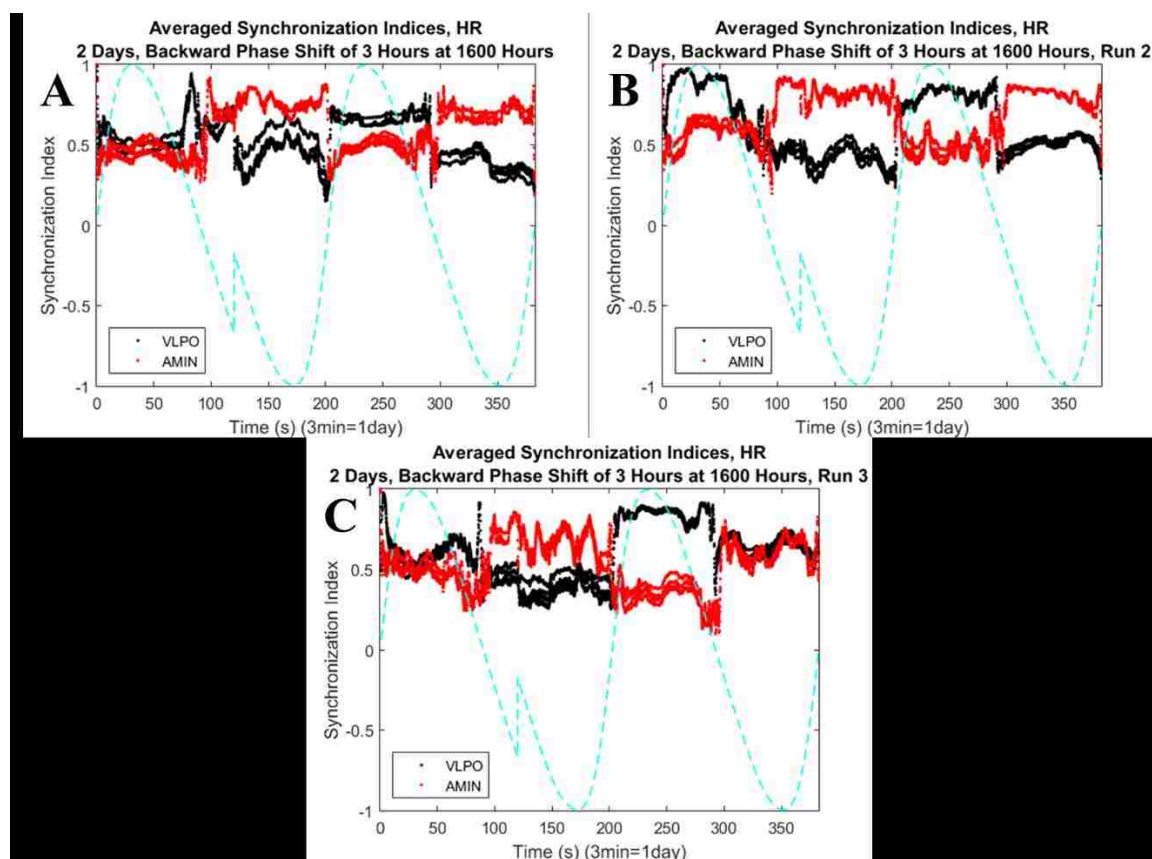 Averaged Synchronization Indices, HR
2 Days, Backward Phase Shift of 3 Hours at 1600 Hours
A
1
0.5
0
-0.5
-1
Synchronization Index
VLPO
AMIN
0 50 100 150 200 250 300 350
Time (s) (3min=1day)
Averaged Synchronization Indices, HR
2 Days, Backward Phase Shift of 3 Hours at 1600 Hours, Run 2
B
1
0.5
0
-0.5
-1
Synchronization Index
VLPO
AMIN
0 50 100 150 200 250 300 350
Time (s) (3min=1day)
Averaged Synchronization Indices, HR
2 Days, Backward Phase Shift of 3 Hours at 1600 Hours, Run 3
C
1
0.5
0
-0.5
-1
Synchronization Index
VLPO
AMIN
0 50 100 150 200 250 300 350
Time (s) (3min=1day)